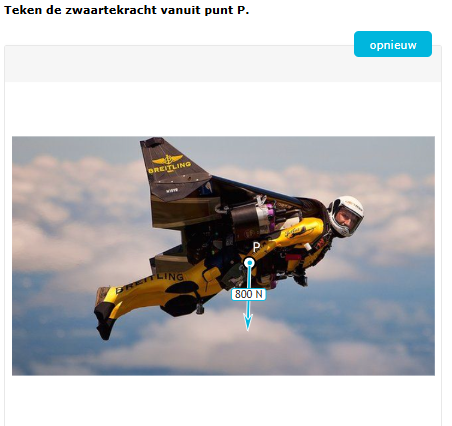 Teken de zwaartekracht vanuit punt P.
opnieuw
BREITLING
P
BREITLING
800 N